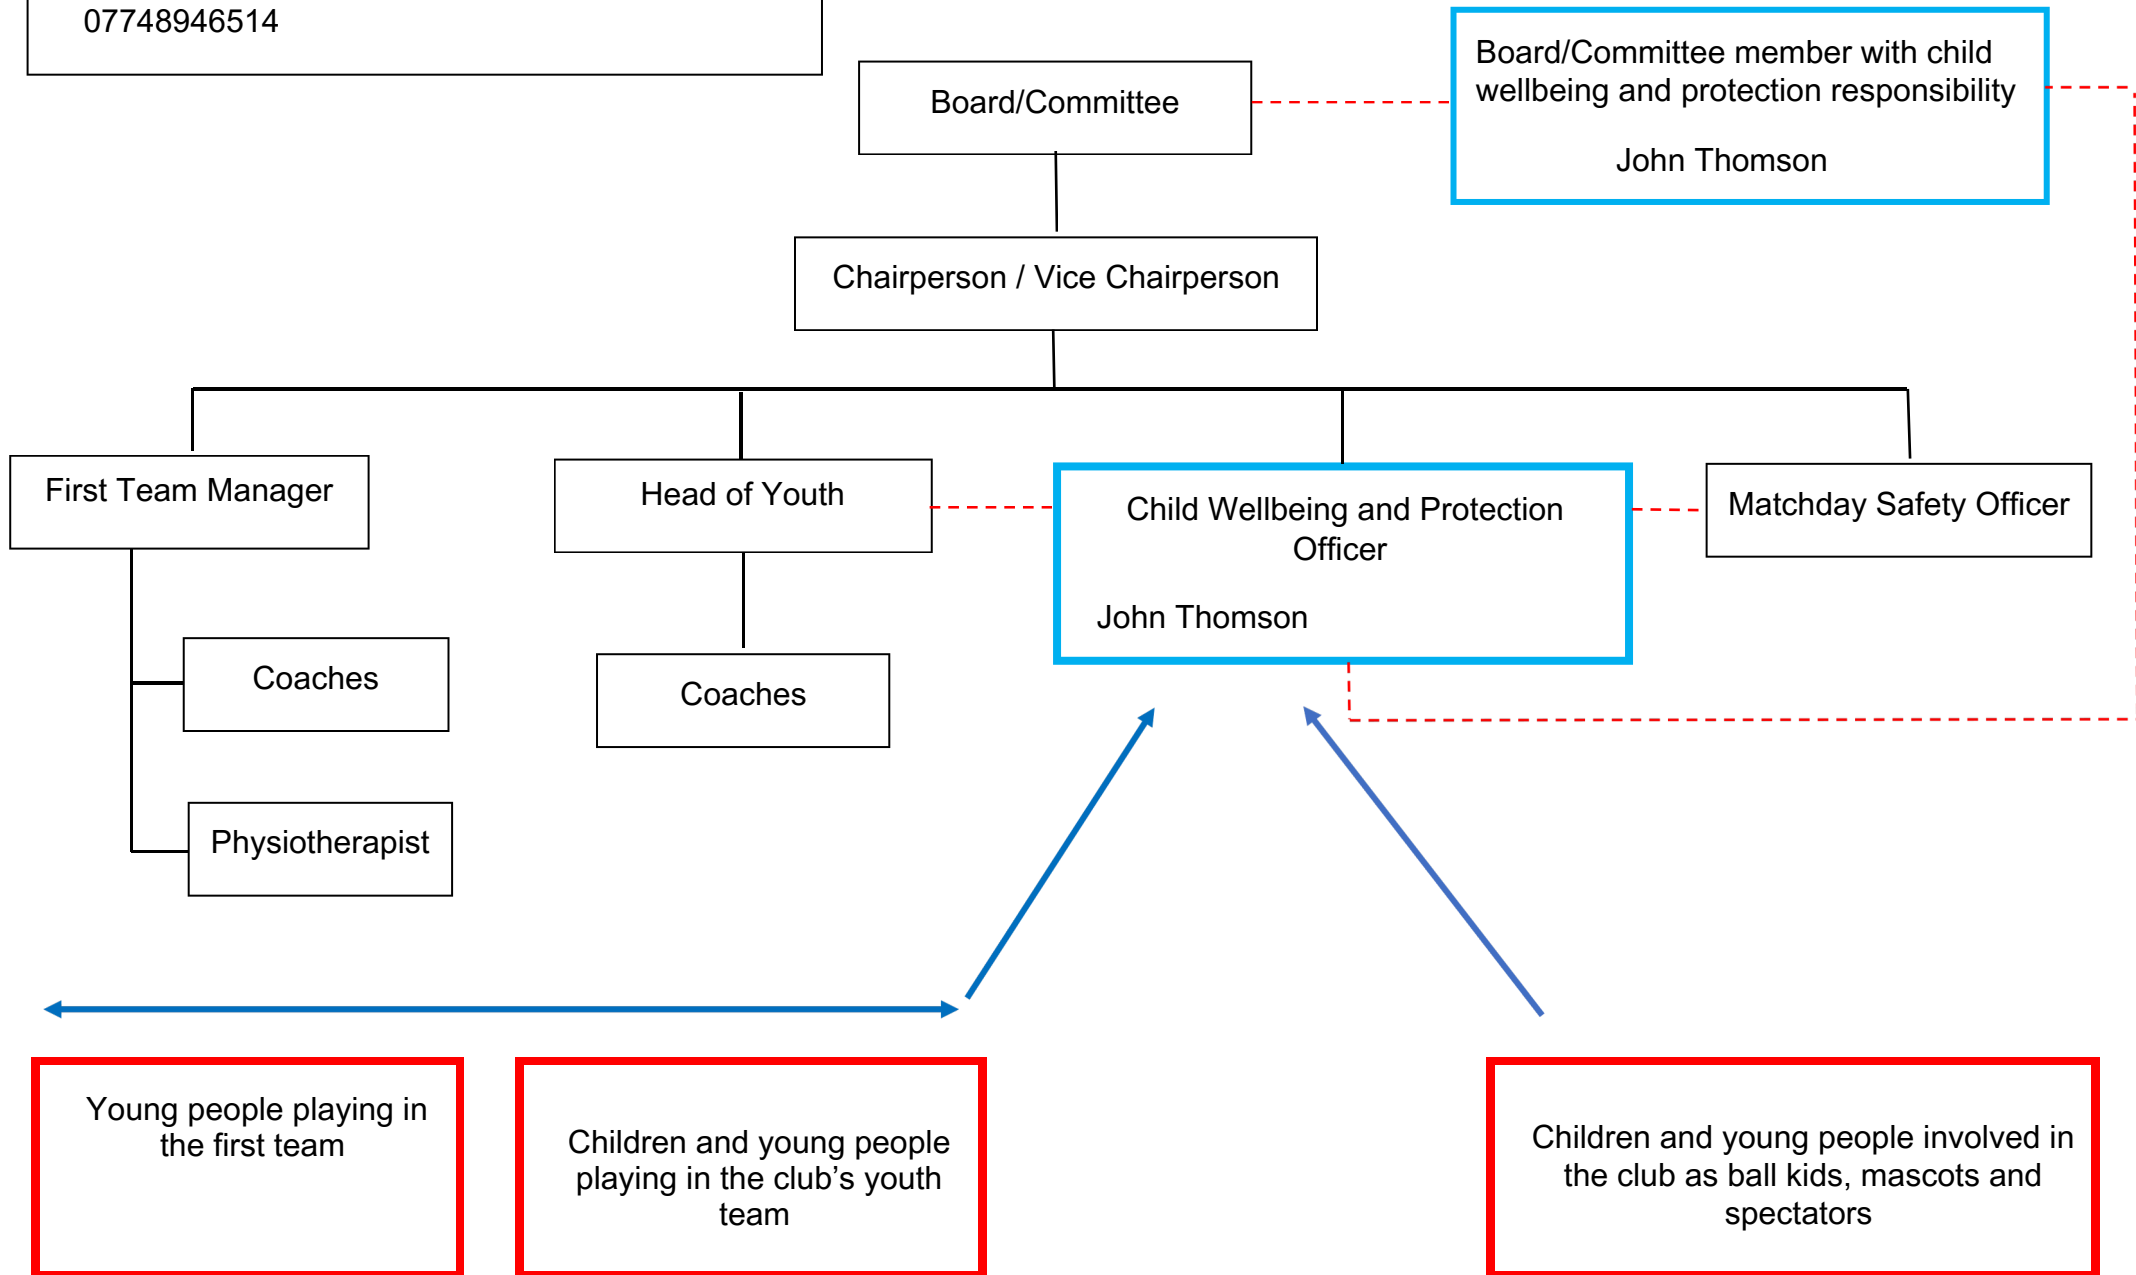 07748946514
Board/Committee member with child
wellbeing and protection responsibility
John Thomson
Board/Committee
Chairperson / Vice Chairperson
First Team Manager
Head of Youth
Child Wellbeing and Protection
Officer
John Thomson
Matchday Safety Officer
Coaches
Coaches
Physiotherapist
Young people playing in
the first team
Children and young people
playing in the club’s youth
team
Children and young people involved in
the club as ball kids, mascots and
spectators